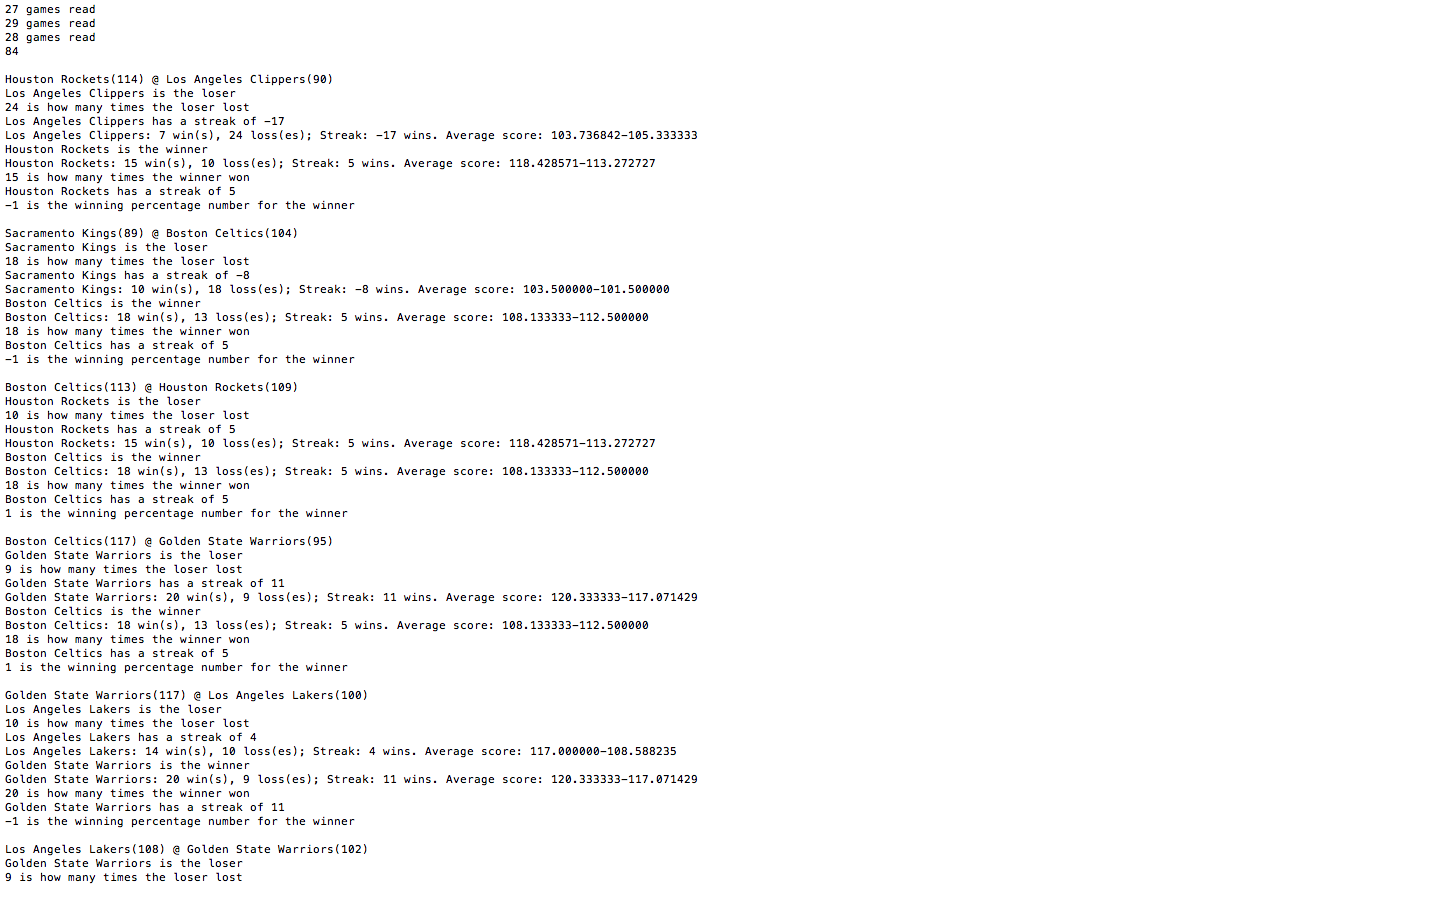 27 games read
29 games read
28 games read
84
Houston Rockets(114) @ Los Angeles Clippers(90)
Los Angeles Clippers is the loser
24 is how many times the loser lost
Los Angeles Clippers has a streak of -17
Los Angeles Clippers: 7 win(s), 24 loss(es); Streak: -17 wins. Average score: 103.736842-105.333333
Houston Rockets is the winner
Houston Rockets: 15 win(s), 10 loss(es); Streak: 5 wins. Average score: 118.428571-113.272727
15 is how many times the winner won
Houston Rockets has a streak of 5
-1 is the winning percentage number for the winner
Sacramento Kings(89) @ Boston Celtics(104)
Sacramento Kings is the loser
18 is how many times the loser lost
Sacramento Kings has a streak of -8
Sacramento Kings: 10 win(s), 18 loss(es); Streak: -8 wins. Average score: 103.500000-101.500000
Boston Celtics is the winner
Boston Celtics: 18 win(s), 13 loss(es); Streak: 5 wins. Average score: 108.133333-112.500000
18 is how many times the winner won
Boston Celtics has a streak of 5
-1 is the winning percentage number for the winner
Boston Celtics(113) @ Houston Rockets(109)
Houston Rockets is the loser
10 is how many times the loser lost
Houston Rockets has a streak of 5
Houston Rockets: 15 win(s), 10 loss(es); Streak: 5 wins. Average score: 118.428571-113.272727
Boston Celtics is the winner
Boston Celtics: 18 win(s), 13 loss(es); Streak: 5 wins. Average score: 108.133333-112.500000
18 is how many times the winner won
Boston Celtics has a streak of 5
1 is the winning percentage number for the winner
Boston Celtics(117) @ Golden State Warriors(95)
Golden State Warriors is the loser
9 is how many times the loser lost
Golden State Warriors has a streak of 11
Golden State Warriors: 20 win(s), 9 loss(es); Streak: 11 wins. Average score: 120.333333-117.071429
Boston Celtics is the winner
Boston Celtics: 18 win(s), 13 loss(es); Streak: 5 wins. Average score: 108.133333-112.500000
18 is how many times the winner won
Boston Celtics has a streak of 5
1 is the winning percentage number for the winner
Golden State Warriors(117) @ Los Angeles Lakers(100)
Los Angeles Lakers is the loser
10 is how many times the loser lost
Los Angeles Lakers has a streak of 4
Los Angeles Lakers: 14 win(s), 10 loss(es); Streak: 4 wins. Average score: 117.000000-108.588235
Golden State Warriors is the winner
Golden State Warriors: 20 win(s), 9 loss(es); Streak: 11 wins. Average score: 120.333333-117.071429
20 is how many times the winner won
Golden State Warriors has a streak of 11
-1 is the winning percentage number for the winner
Los Angeles Lakers(108) @ Golden State Warriors(102)
Golden State Warriors is the loser
9 is how many times the loser lost